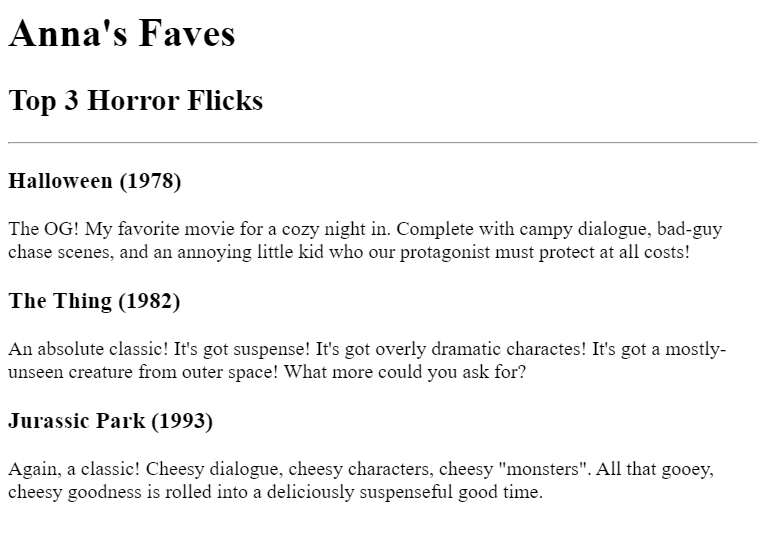 Anna's Faves
Top 3 Horror Flicks
Halloween (1978)
The OG! My favorite movie for a cozy night in. Complete with campy dialogue, bad-guy
chase scenes, and an annoying little kid who our protagonist must protect at all costs!
The Thing (1982)
An absolute classic! It's got suspense! It's got overly dramatic charactes! It's got a mostly-
unseen creature from outer space! What more could you ask for?
Jurassic Park (1993)
Again, a classic! Cheesy dialogue, cheesy characters, cheesy "monsters". All that gooey,
cheesy goodness is rolled into a deliciously suspenseful good time.